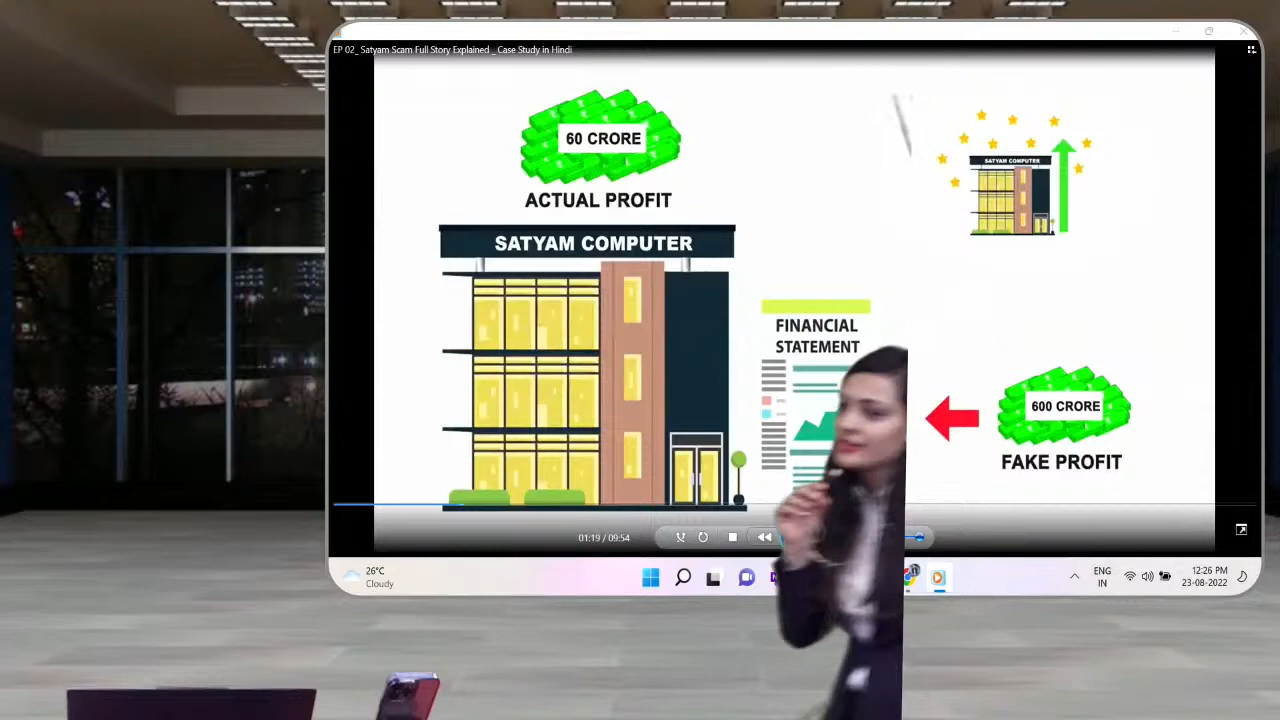 EP 02_ Satyam Scam Full Story Explained _ Case Study in Hindi
60 CRORE
ACTUAL PROFIT
SATYAM COMPUTER
SATYAM COMPUTER
FINANCIAL
STATEMENT
600 CRORE
FAKE PROFIT
01:19 / 09:54
26°C
Cloudy
ENG
IN
12:26 PM
23-08-2022